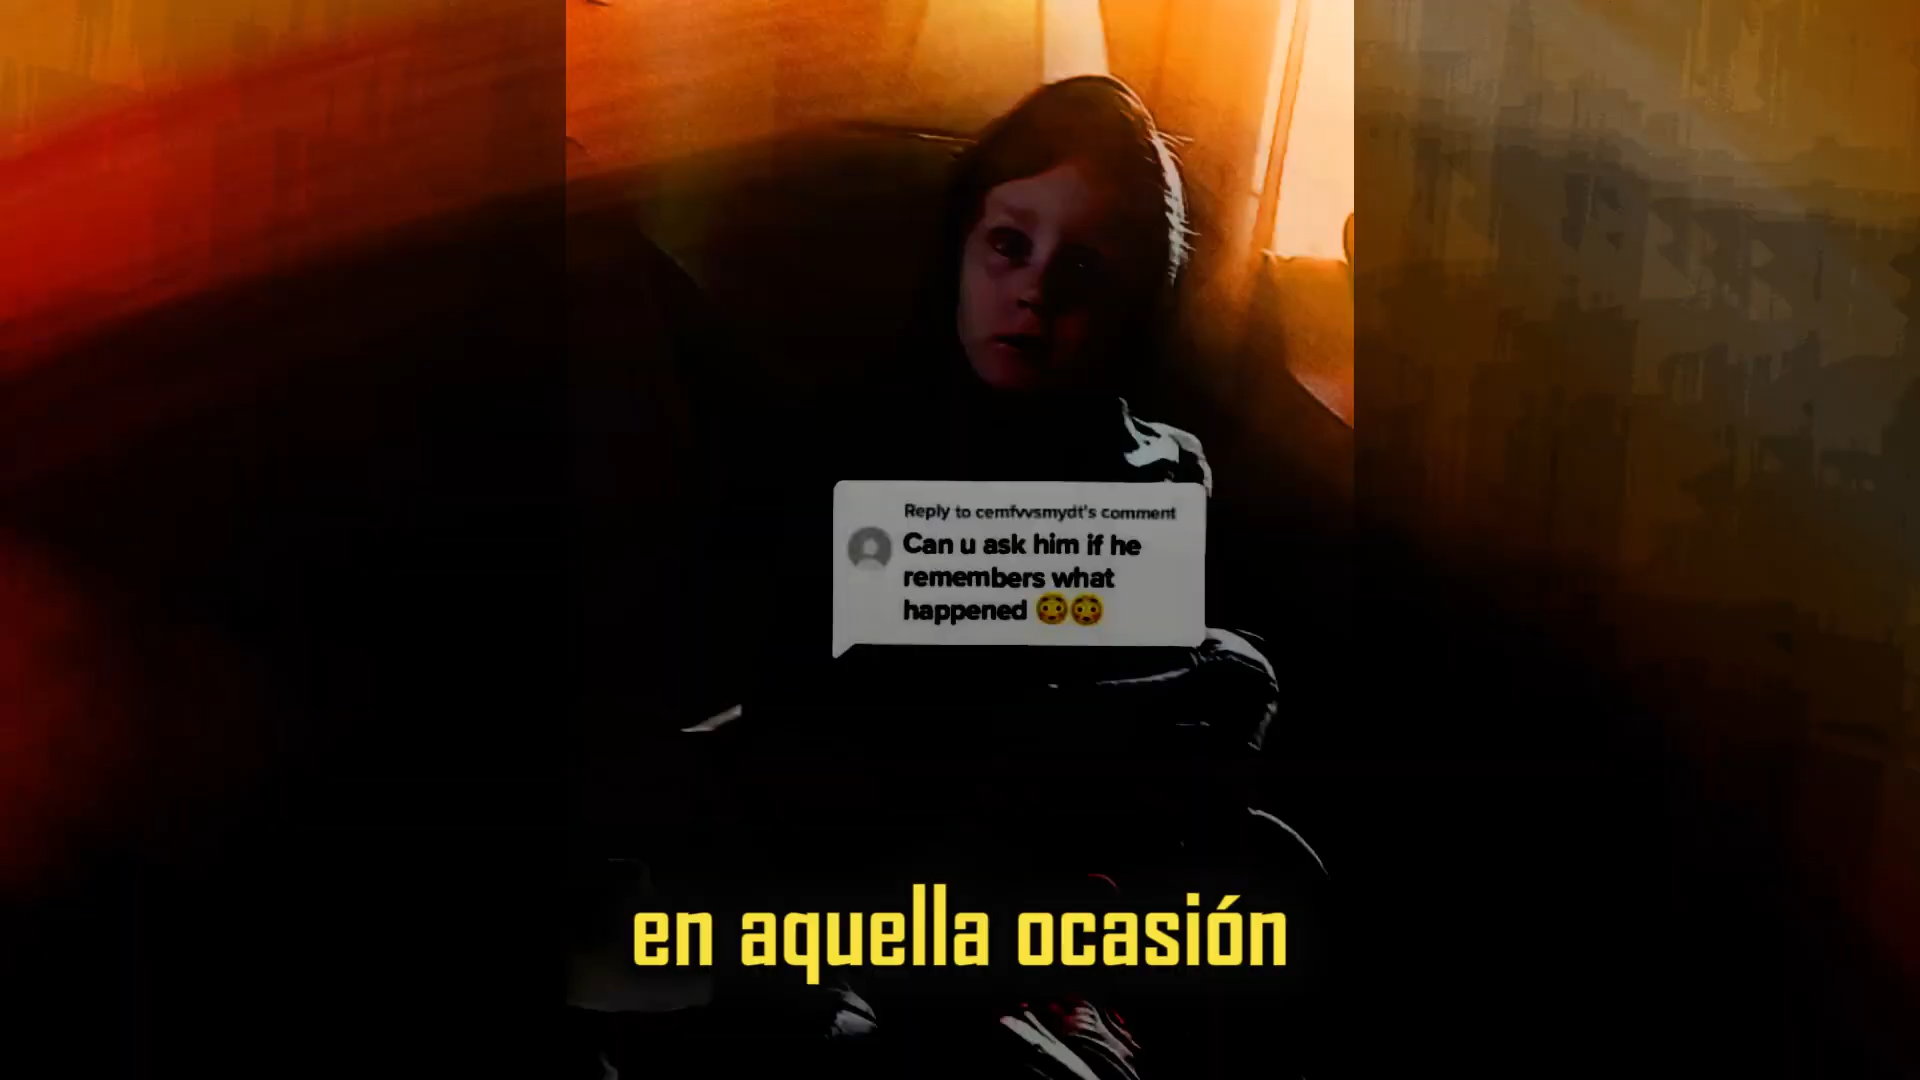 Reply to cemfvvsmydt's comment
Can u ask him if he
remembers what
happened 😳😳
en aquella ocasión